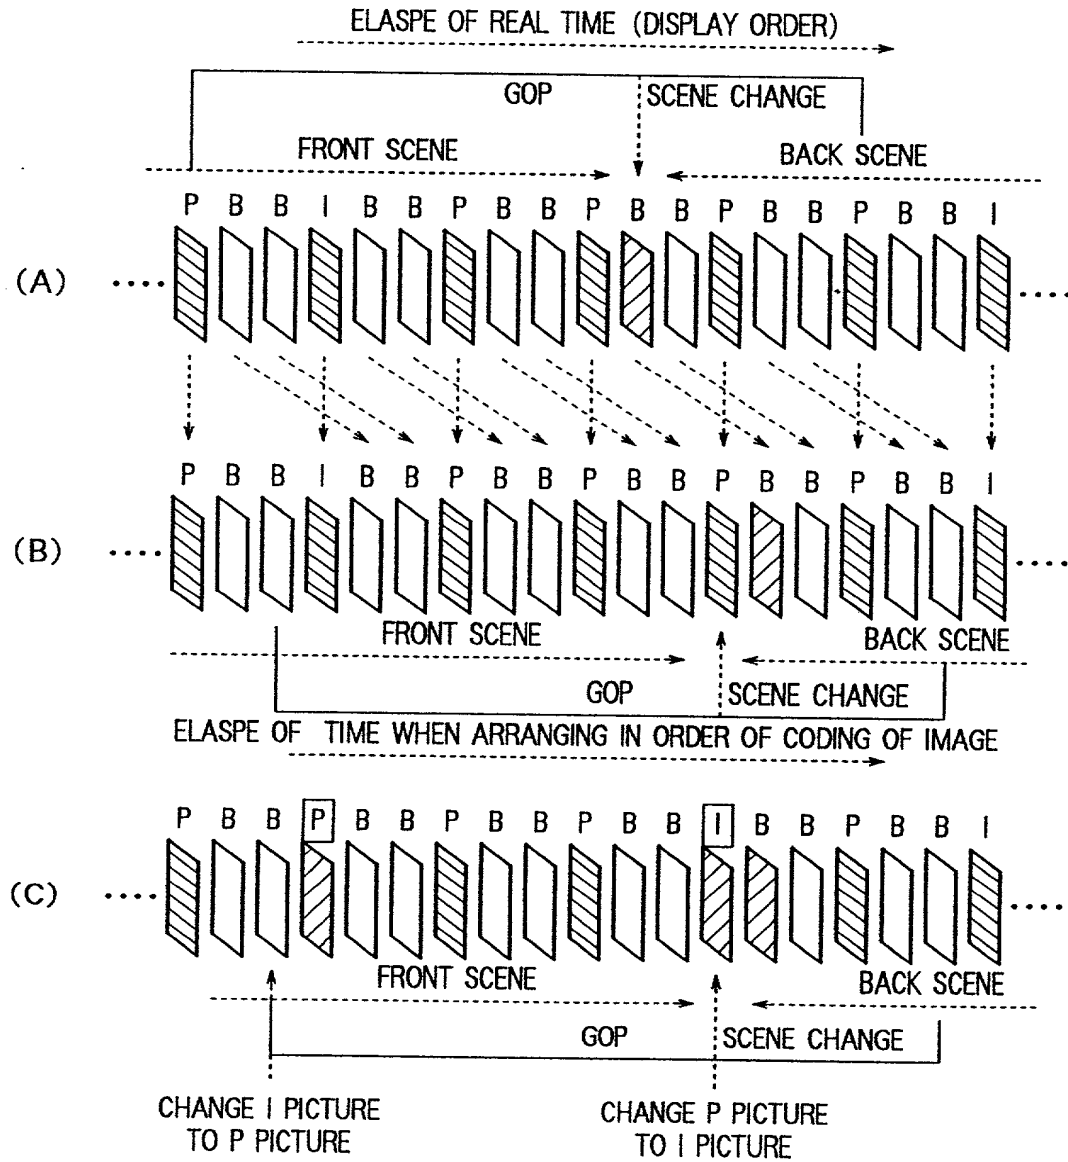 ELASPE OF REAL TIME (DISPLAY ORDER)
GOP SCENE CHANGE
FRONT SCENE BACK SCENE
P B B I B B P B B P B B P B B P B B I
(A)
P B B I B B P B B P B B P B B P B B I
(B)
FRONT SCENE BACK SCENE
GOP SCENE CHANGE
ELASPE OF TIME WHEN ARRANGING IN ORDER OF CODING OF IMAGE
P B B P B B P B B P B B I B B P B B I
(C)
FRONT SCENE BACK SCENE
GOP SCENE CHANGE
CHANGE I PICTURE
TO P PICTURE
CHANGE P PICTURE
TO I PICTURE